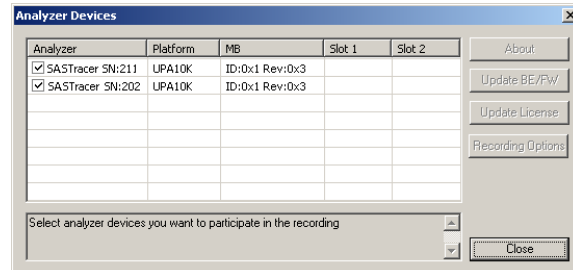 Analyzer Devices
Analyzer Platform MB Slot 1 Slot 2
SASTracer SN:211 UPA10K ID:0x1 Rev:0x3
SASTracer SN:202 UPA10K ID:0x1 Rev:0x3
About
Update BE/FW
Update License
Recording Options
Select analyzer devices you want to participate in the recording
Close